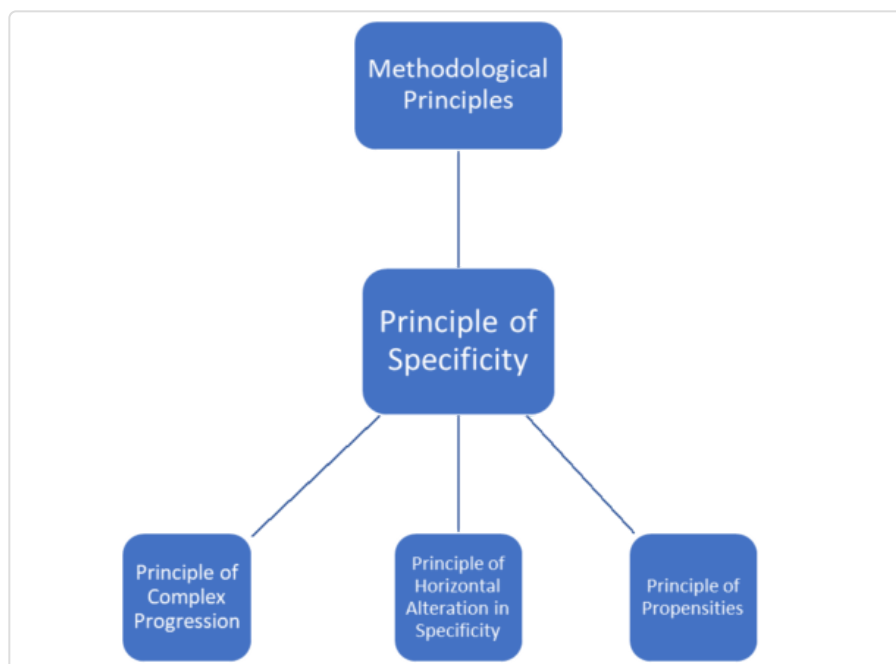 Methodological
Principles
Principle of
Specificity
Principle of
Complex
Progression
Principle of
Horizontal
Alteration in
Specificity
Principle of
Propensities